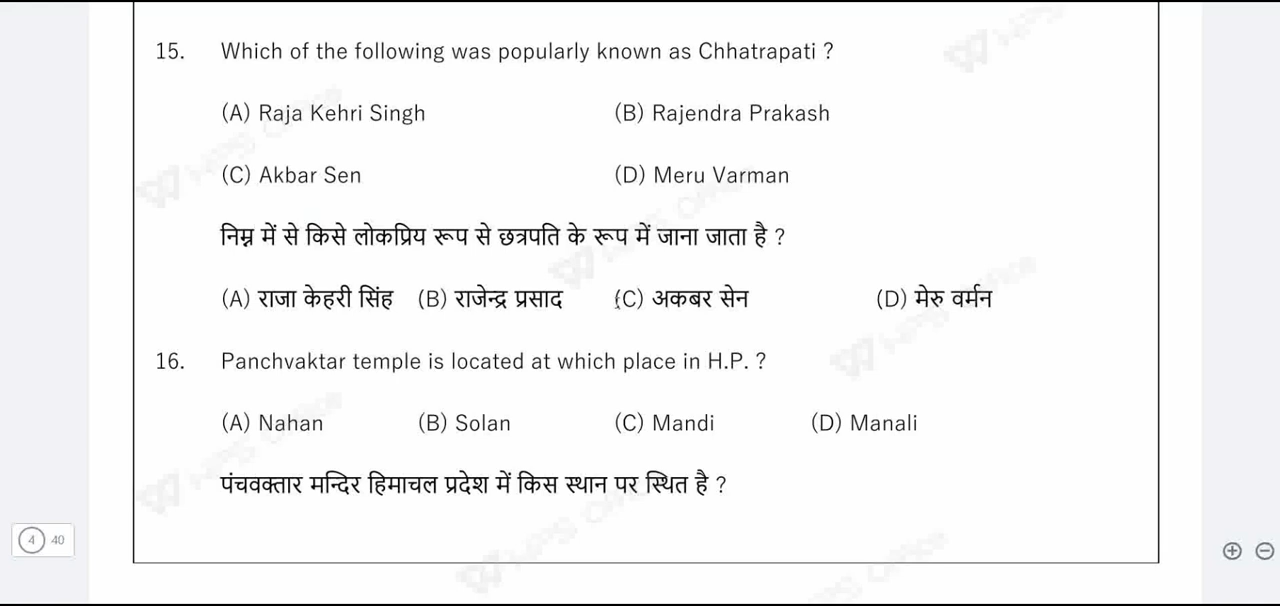 15. Which of the following was popularly known as Chhatrapati ?
(A) Raja Kehri Singh (B) Rajendra Prakash
(C) Akbar Sen (D) Meru Varman
निम्न में से किसे लोकप्रिय रूप से छत्रपति के रूप में जाना जाता है ?
(A) राजा केहरी सिंह (B) राजेन्द्र प्रसाद (C) अकबर सेन (D) मेरु वर्मन
16. Panchvaktar temple is located at which place in H.P. ?
(A) Nahan (B) Solan (C) Mandi (D) Manali
पंचवक्तार मन्दिर हिमाचल प्रदेश में किस स्थान पर स्थित है ?
4 40